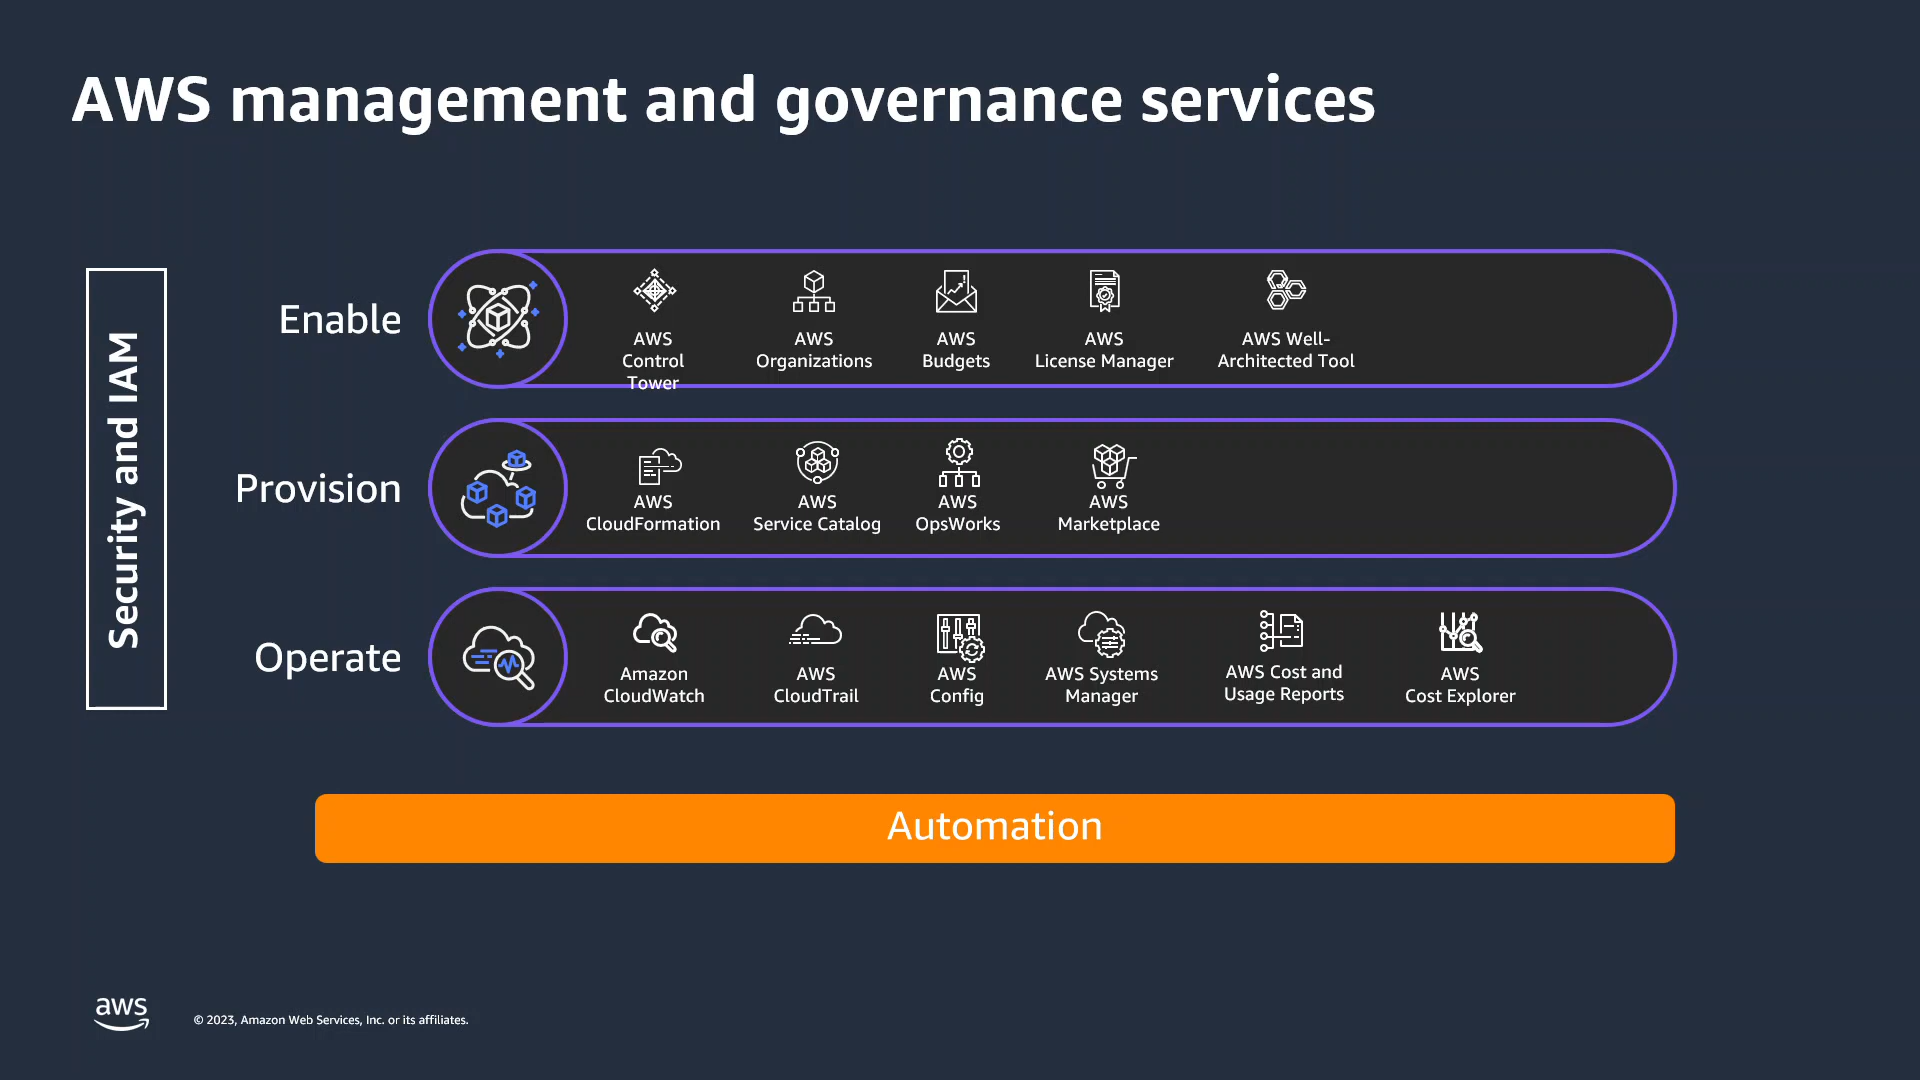 AWS management and governance services
Security and IAM
Enable
AWS
Control
Tower
AWS
Organizations
AWS
Budgets
AWS
License Manager
AWS Well-
Architected Tool
Provision
AWS
CloudFormation
AWS
Service Catalog
AWS
OpsWorks
AWS
Marketplace
Operate
Amazon
CloudWatch
AWS
CloudTrail
AWS
Config
AWS Systems
Manager
AWS Cost and
Usage Reports
AWS
Cost Explorer
Automation
aws
© 2023, Amazon Web Services, Inc. or its affiliates.